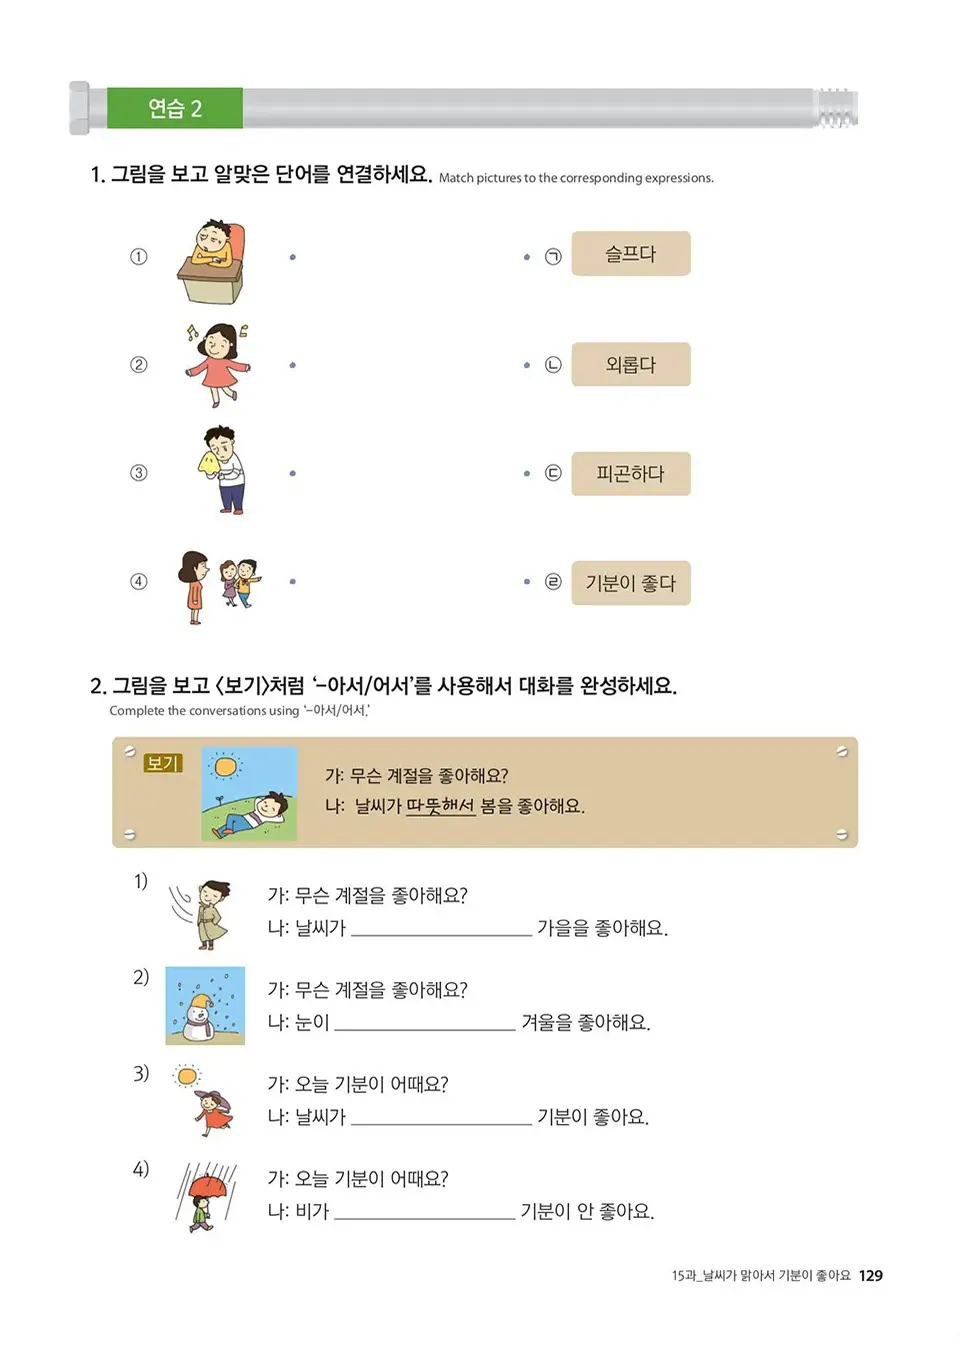 연습 2
1. 그림을 보고 알맞은 단어를 연결하세요. Match pictures to the corresponding expressions.
① ㉠ 슬프다
② ㉡ 외롭다
③ ㉢ 피곤하다
④ ㉣ 기분이 좋다
2. 그림을 보고 〈보기〉처럼 ‘–아서/어서’를 사용해서 대화를 완성하세요.
Complete the conversations using ‘–아서/어서.’
보기
가: 무슨 계절을 좋아해요?
나: 날씨가 따뜻해서 봄을 좋아해요.
1)
가: 무슨 계절을 좋아해요?
나: 날씨가 ____________ 가을을 좋아해요.
2)
가: 무슨 계절을 좋아해요?
나: 눈이 ____________ 겨울을 좋아해요.
3)
가: 오늘 기분이 어때요?
나: 날씨가 ____________ 기분이 좋아요.
4)
가: 오늘 기분이 어때요?
나: 비가 ____________ 기분이 안 좋아요.
15과_날씨가 맑아서 기분이 좋아요 129